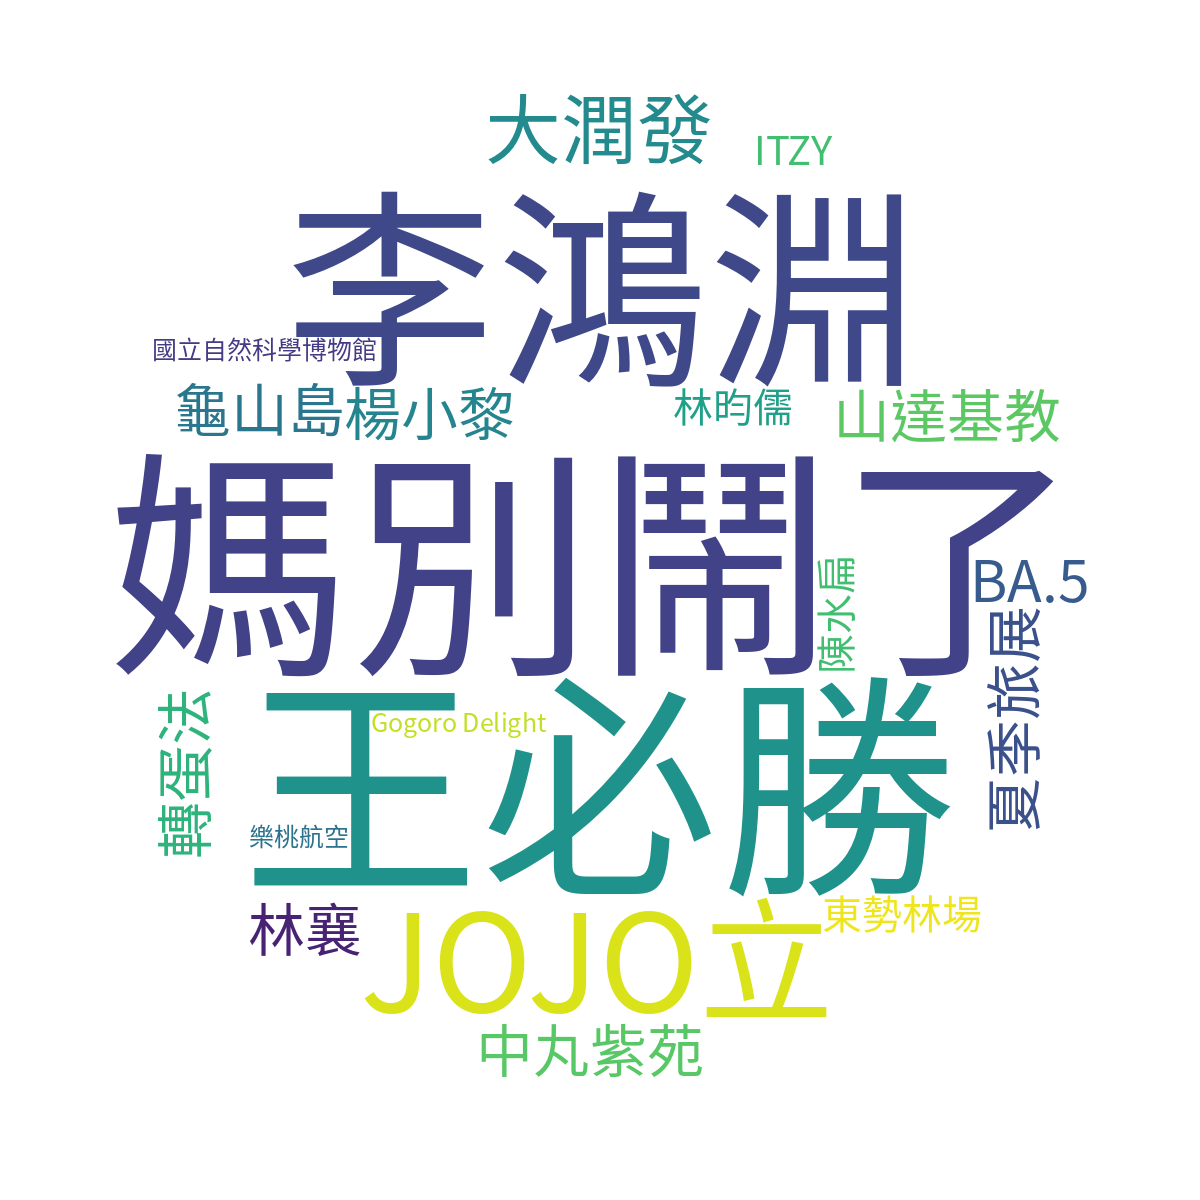 大潤發
ITZY
李鴻淵
國立自然科學博物館
龜山島
楊小黎
林昀儒
山達基教
媽別鬧了
陳水扁
BA.5
夏季旅展
轉蛋法
王必勝
Gogoro Delight
樂桃航空
林襄
JOJO立
東勢林場
中丸紫苑